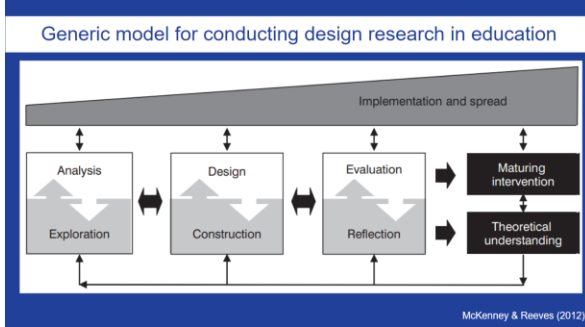 Generic model for conducting design research in education
Implementation and spread
Analysis
Exploration
Design
Construction
Evaluation
Reflection
Maturing
intervention
Theoretical
understanding
McKenney & Reeves (2012)